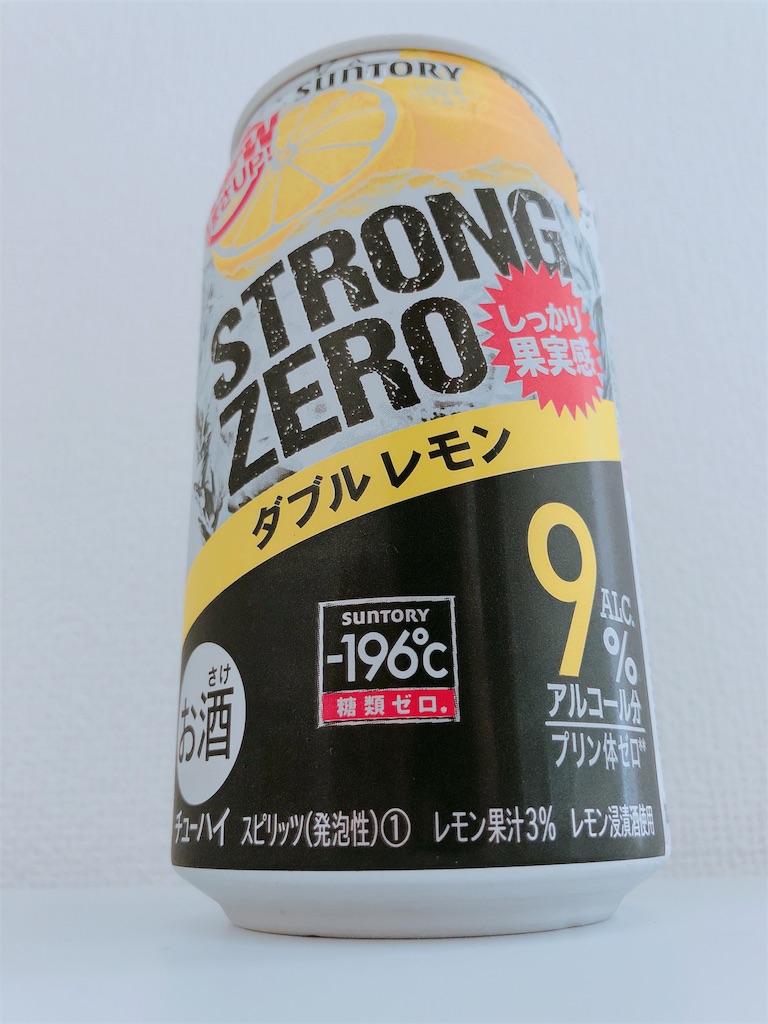 SUNTORY
STRONG
ZERO
しっかり
果実感
ダブルレモン
9
ALC.
%
アルコール分
プリン体ゼロ**
SUNTORY
-196℃
糖類ゼロ。
さけ
お酒
チューハイ スピリッツ(発泡性)① レモン果汁3% レモン浸漬酒使用